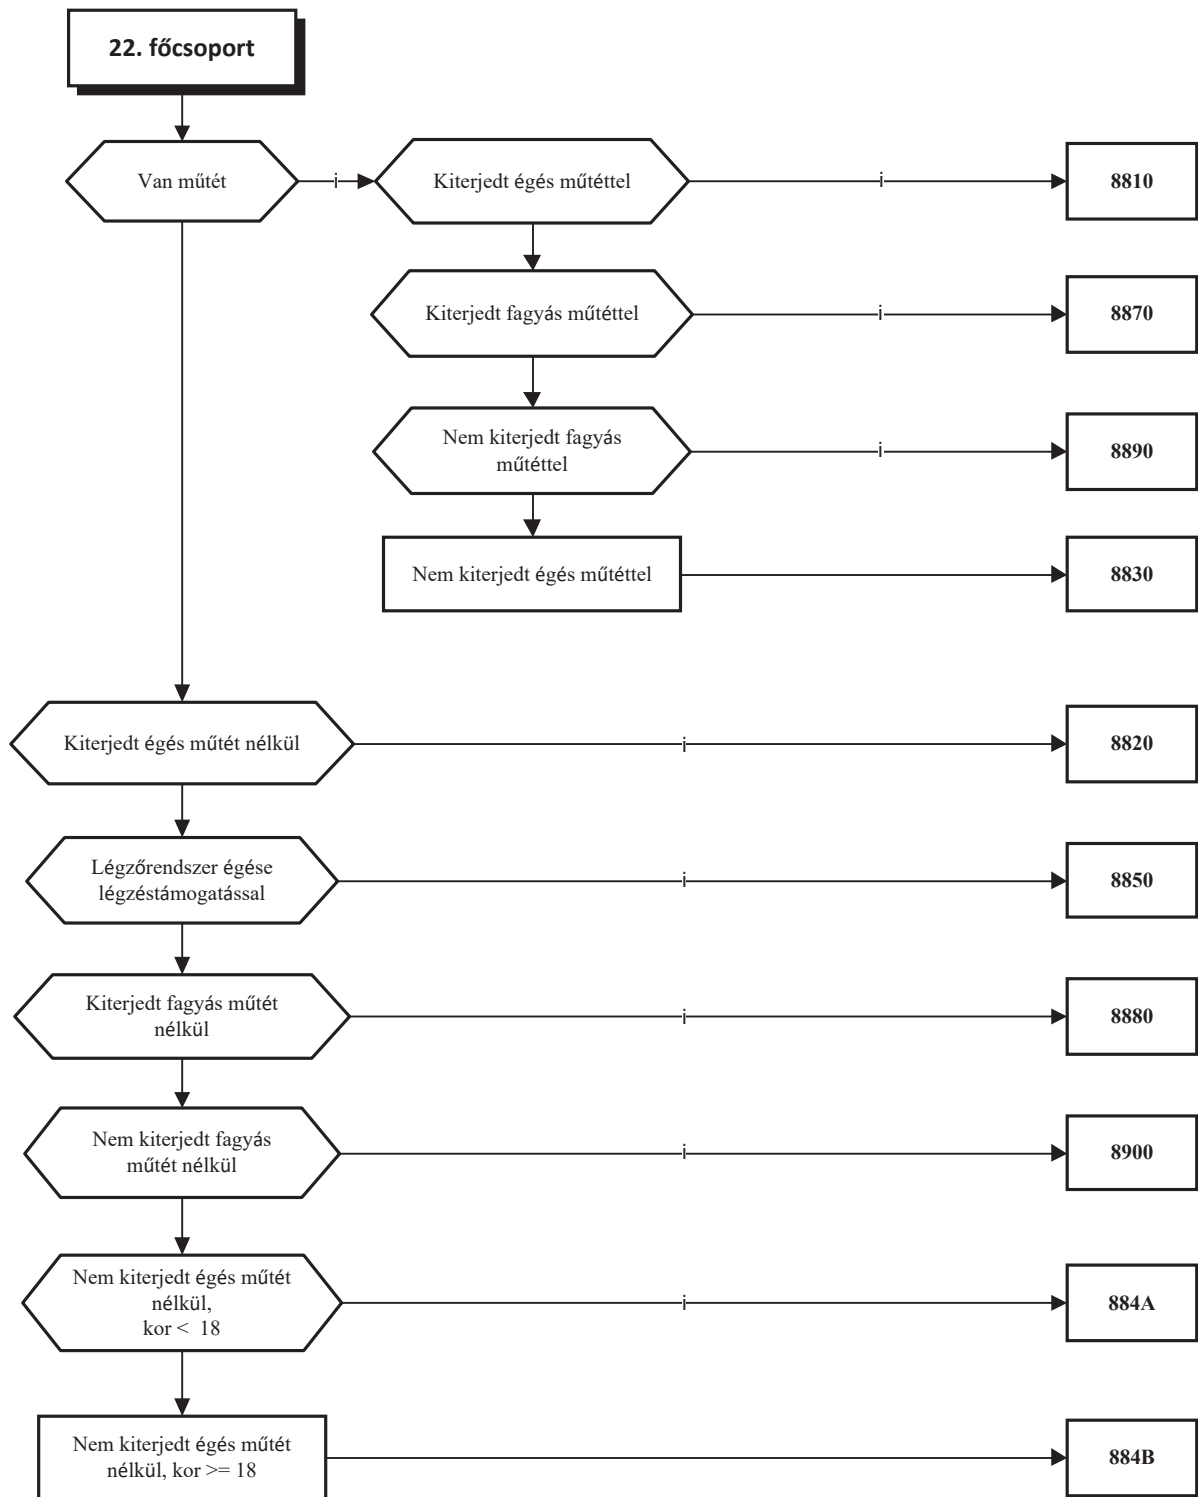 22. főcsoport
Van műtét
i
Kiterjedt égés műtéttel
i
8810
Kiterjedt fagyás műtéttel
i
8870
Nem kiterjedt fagyás
műtéttel
i
8890
Nem kiterjedt égés műtéttel
8830
Kiterjedt égés műtét nélkül
i
8820
Légzőrendszer égése
légzéstámogatással
i
8850
Kiterjedt fagyás műtét
nélkül
i
8880
Nem kiterjedt fagyás
műtét nélkül
i
8900
Nem kiterjedt égés műtét
nélkül,
kor < 18
i
884A
Nem kiterjedt égés műtét
nélkül, kor >= 18
884B